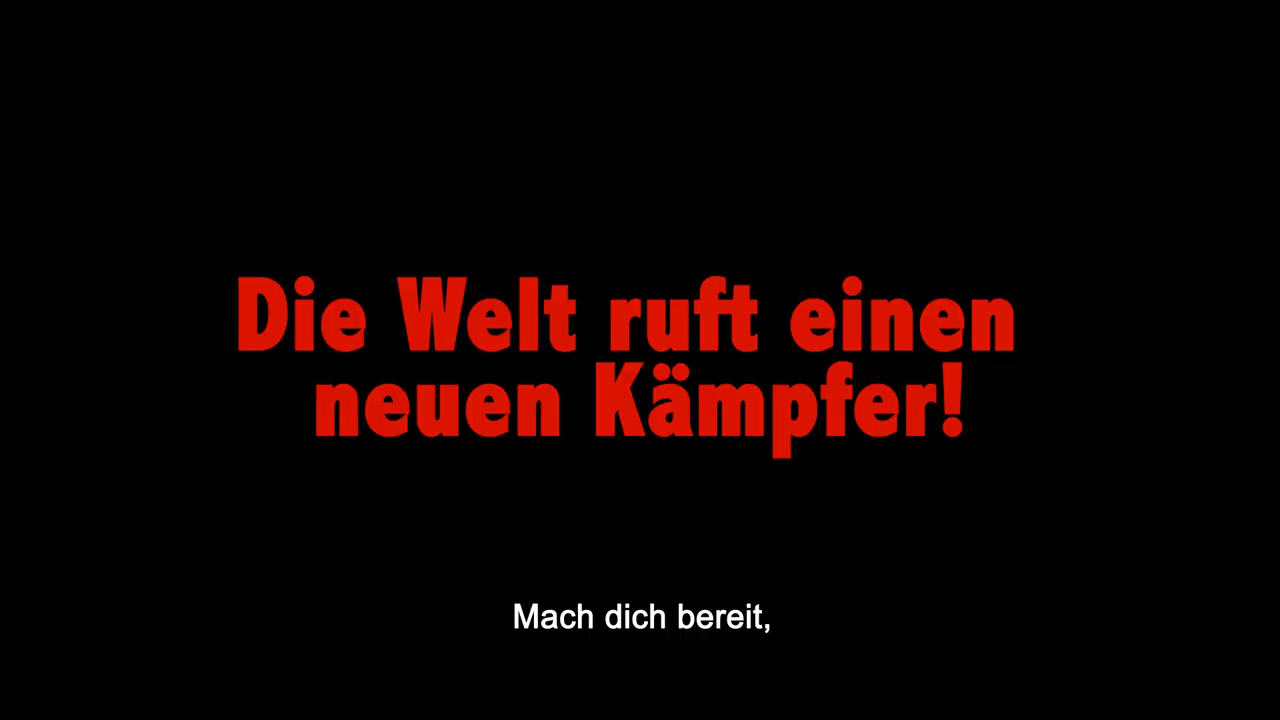 Die Welt ruft einen
neuen Kämpfer!
Mach dich bereit,